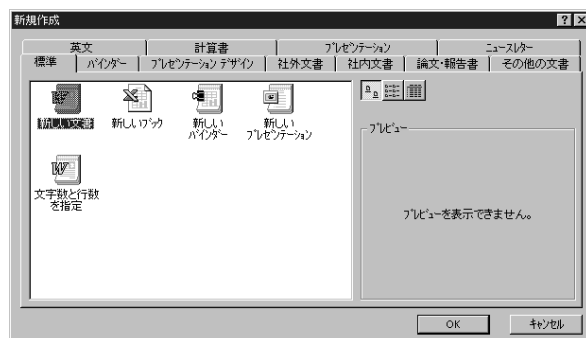 新規作成
英文
計算書
プレゼンテーション
ニュースレター
標準
バインダー
プレゼンテーション デザイン
社外文書
社内文書
論文・報告書
その他の文書
新しい文書
新しいブック
新しい
バインダー
新しい
プレゼンテーション
文字数と行数
を指定
プレビュー
プレビューを表示できません。
OK
キャンセル